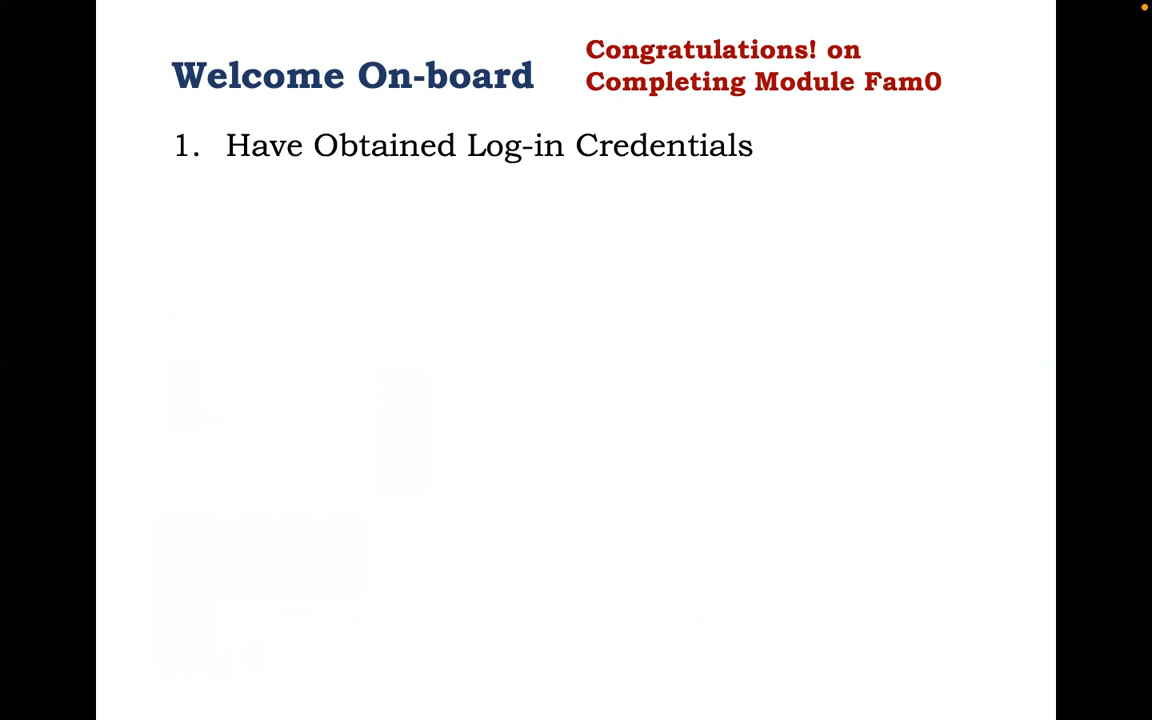 Welcome On-board
Congratulations! on
Completing Module Fam0
1. Have Obtained Log-in Credentials